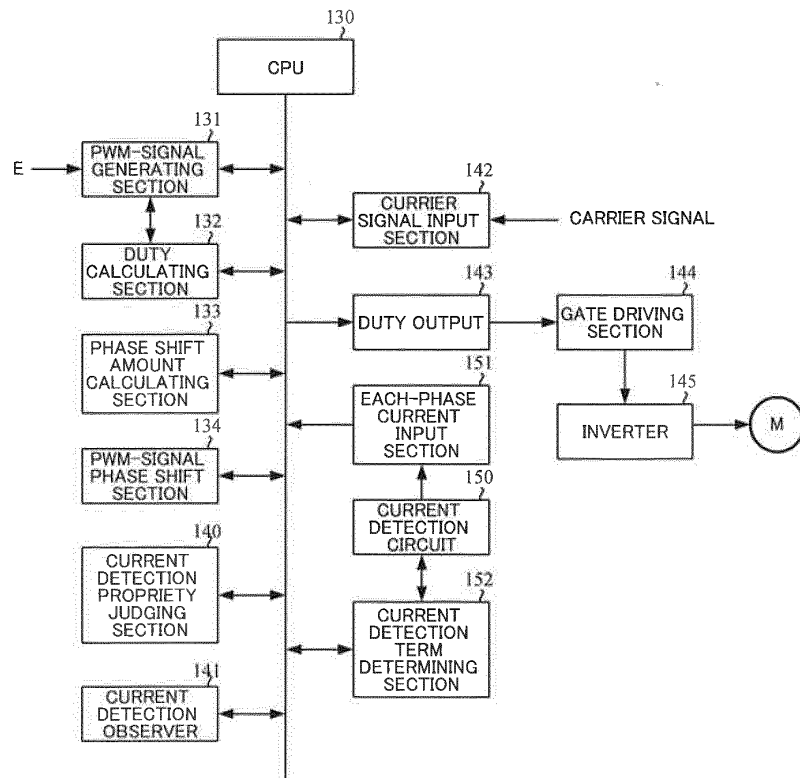 130
CPU
131
E
PWM-SIGNAL
GENERATING
SECTION
132
DUTY
CALCULATING
SECTION
133
PHASE SHIFT
AMOUNT
CALCULATING
SECTION
134
PWM-SIGNAL
PHASE SHIFT
SECTION
140
CURRENT
DETECTION
PROPRIETY
JUDGING
SECTION
141
CURRENT
DETECTION
OBSERVER
142
CURRIER
SIGNAL INPUT
SECTION
CARRIER SIGNAL
143
DUTY OUTPUT
144
GATE DRIVING
SECTION
145
INVERTER
M
151
EACH-PHASE
CURRENT
INPUT
SECTION
150
CURRENT
DETECTION
CIRCUIT
152
CURRENT
DETECTION
TERM
DETERMINING
SECTION